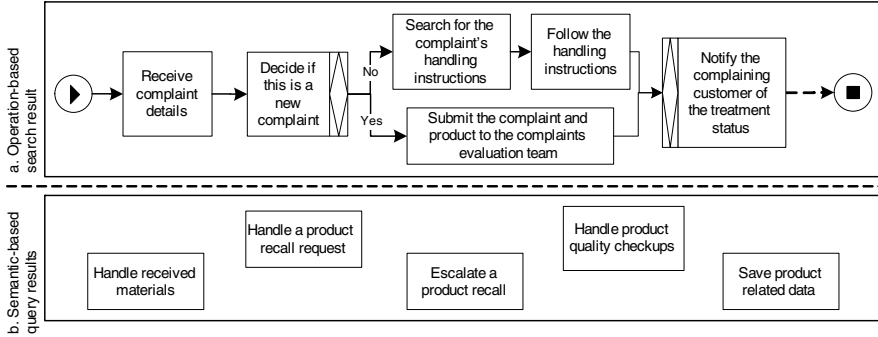 a. Operation-based
search result
Receive
complaint
details
Decide if
this is a
new
complaint
No
Yes
Search for the
complaint's
handling
instructions
Follow the
handling
instructions
Submit the complaint and
product to the complaints
evaluation team
Notify the
complaining
customer of
the treatment
status
b. Semantic-based
query results
Handle received
materials
Handle a product
recall request
Escalate a
product recall
Handle product
quality checkups
Save product
related data